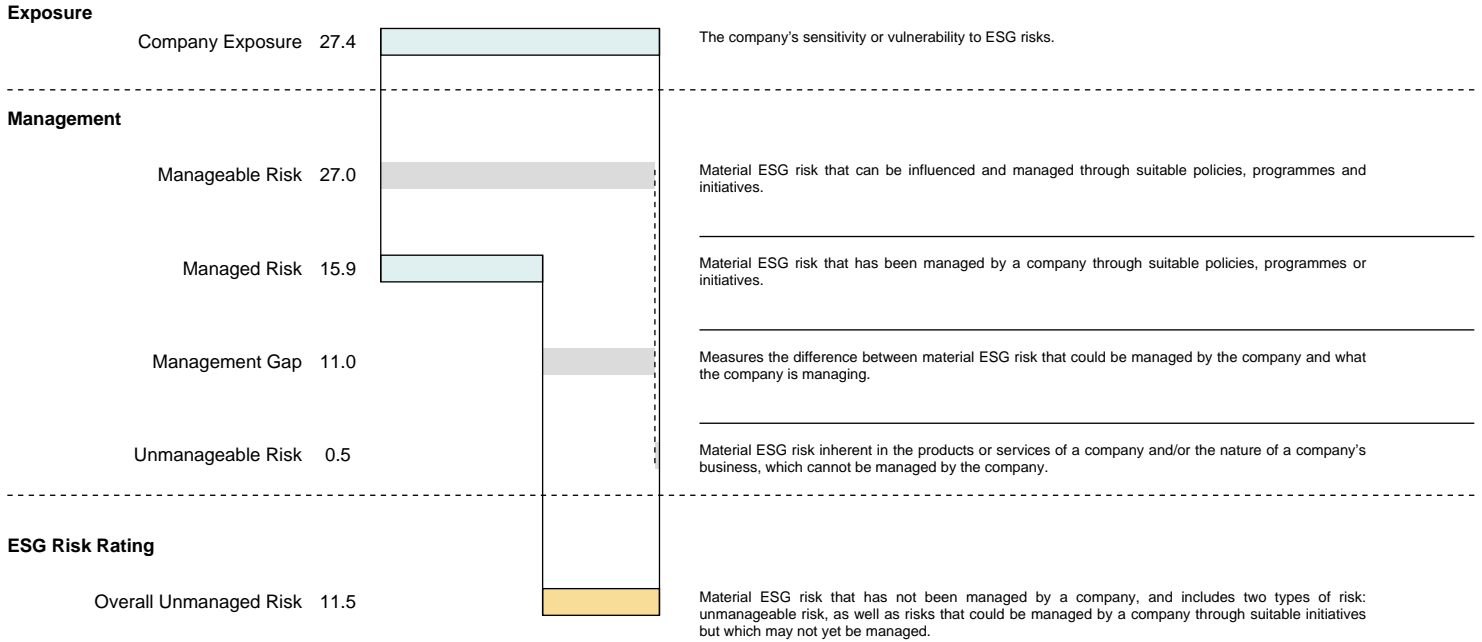 Exposure
Company Exposure 27.4
The company’s sensitivity or vulnerability to ESG risks.
Management
Manageable Risk 27.0
Material ESG risk that can be influenced and managed through suitable policies, programmes and
initiatives.
Managed Risk 15.9
Material ESG risk that has been managed by a company through suitable policies, programmes or
initiatives.
Management Gap 11.0
Measures the difference between material ESG risk that could be managed by the company and what
the company is managing.
Unmanageable Risk 0.5
Material ESG risk inherent in the products or services of a company and/or the nature of a company’s
business, which cannot be managed by the company.
ESG Risk Rating
Overall Unmanaged Risk 11.5
Material ESG risk that has not been managed by a company, and includes two types of risk:
unmanageable risk, as well as risks that could be managed by a company through suitable initiatives
but which may not yet be managed.